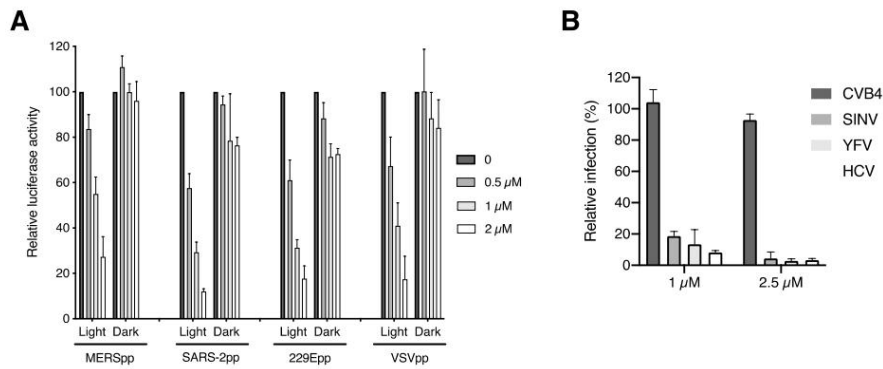 A
Relative luciferase activity
120
100
80
60
40
20
0
Light Dark Light Dark Light Dark Light Dark
MERSpp SARS-2pp 229Epp VSVpp
0
0.5 µM
1 µM
2 µM
B
Relative infection (%)
120
100
80
60
40
20
0
1 µM 2.5 µM
CVB4
SINV
YFV
HCV